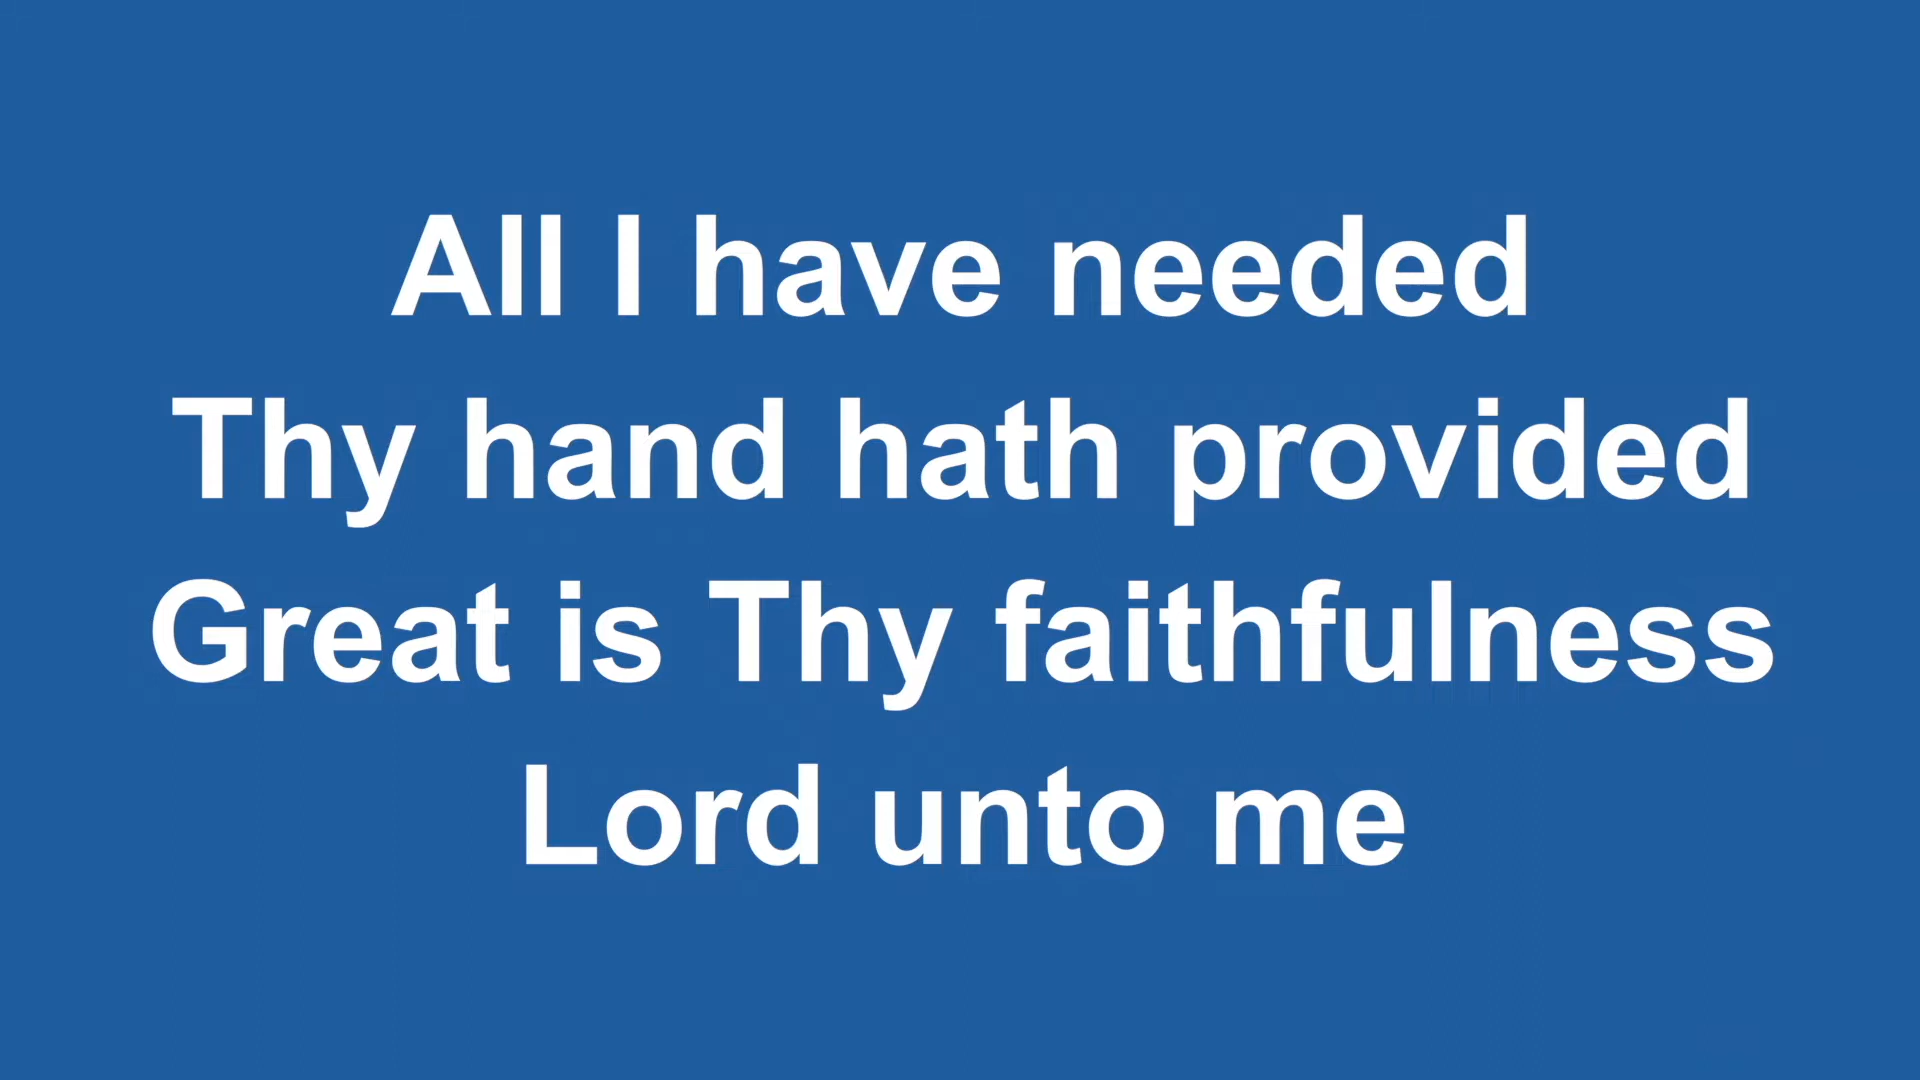 All I have needed
Thy hand hath provided
Great is Thy faithfulness
Lord unto me